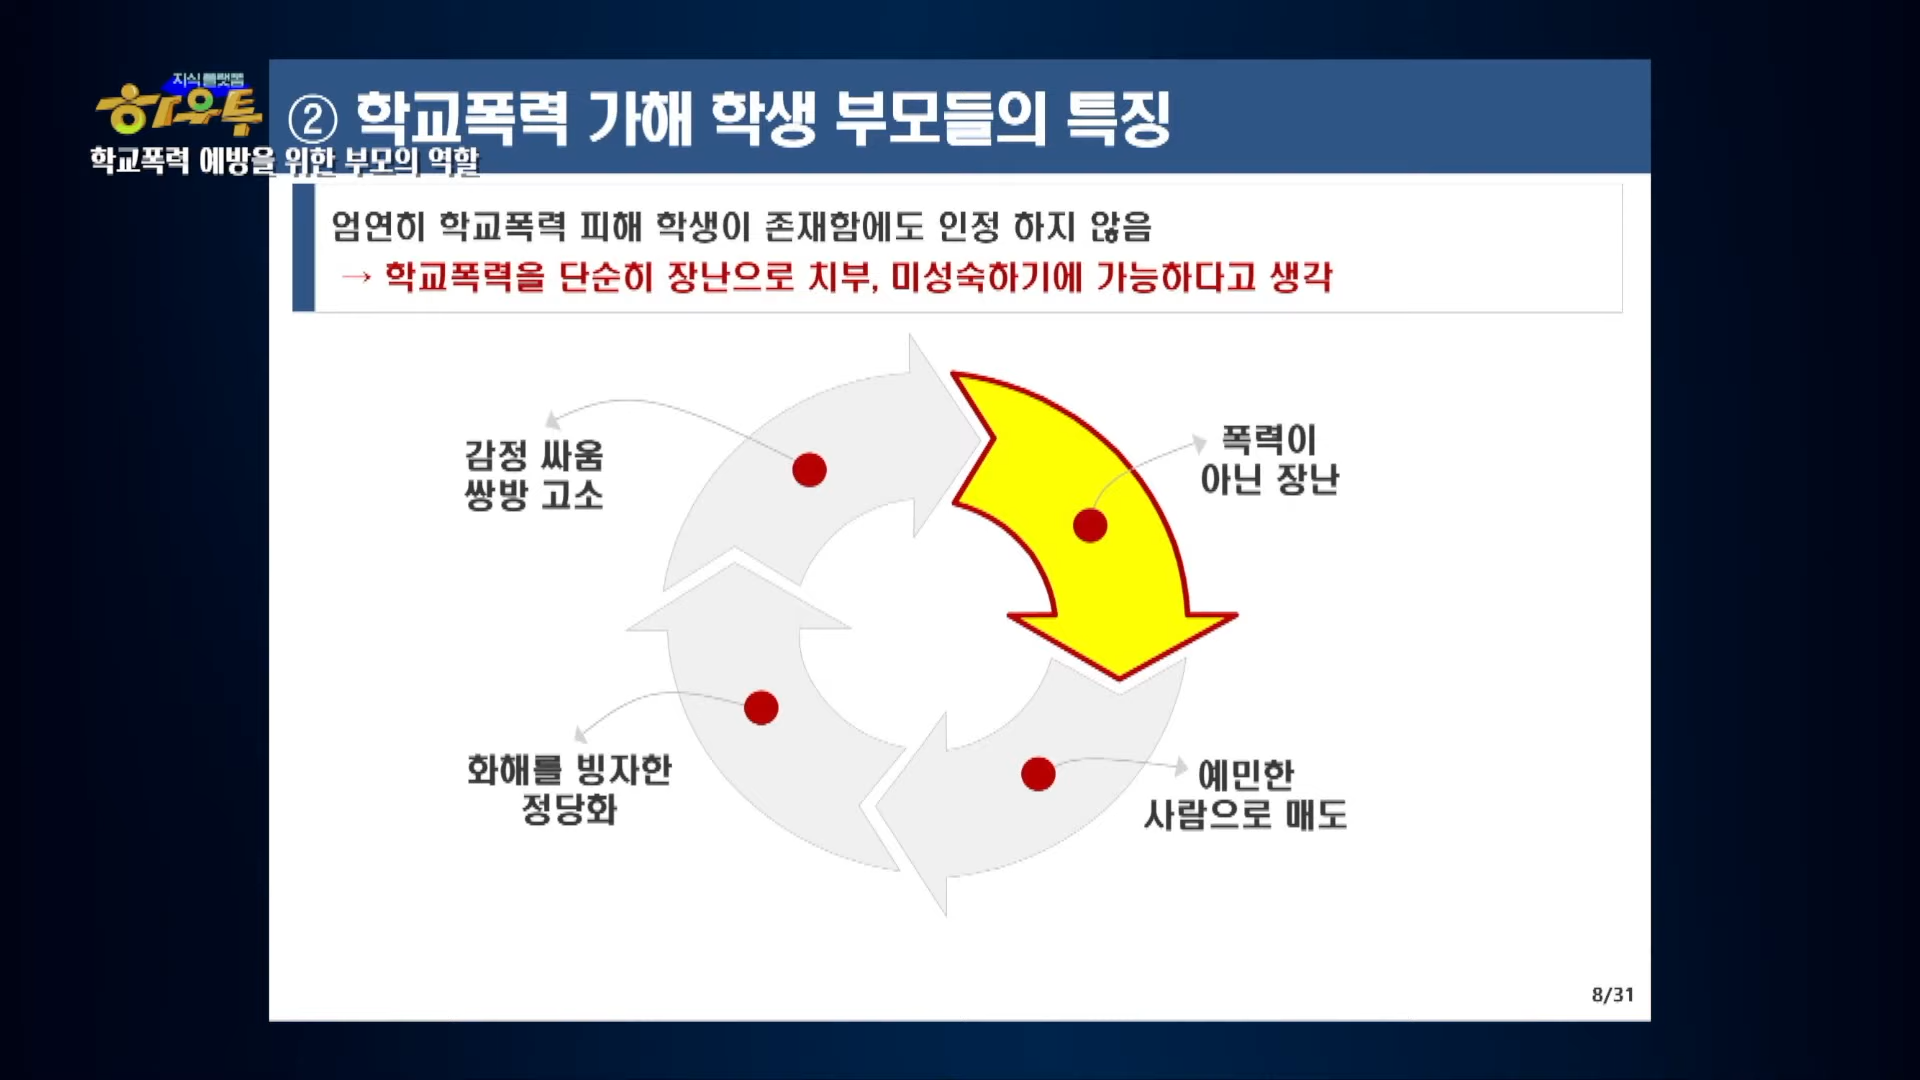 지식 플랫폼
하우톡
학교폭력 예방을 위한 부모의 역할
② 학교폭력 가해 학생 부모들의 특징
엄연히 학교폭력 피해 학생이 존재함에도 인정 하지 않음
→ 학교폭력을 단순히 장난으로 치부, 미성숙하기에 가능하다고 생각
감정 싸움
쌍방 고소
폭력이
아닌 장난
화해를 빙자한
정당화
예민한
사람으로 매도
8/31